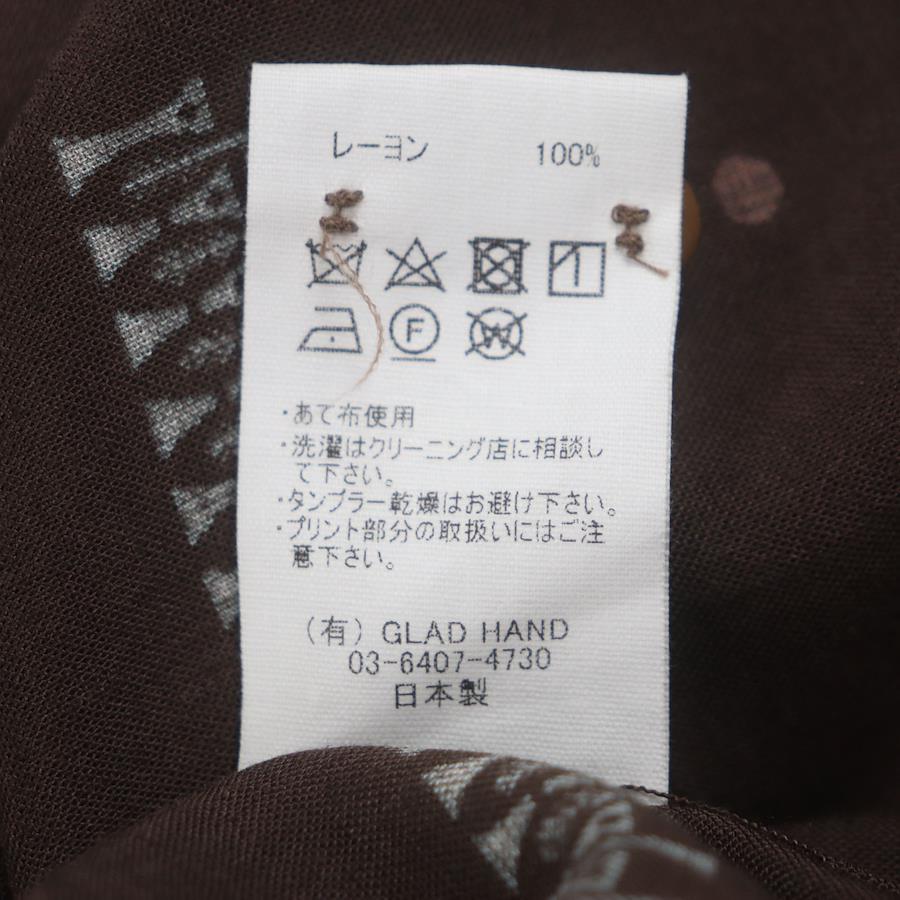 レーヨン 100%
F W
・あて布使用
・洗濯はクリーニング店に相談し
て下さい。
・タンブラー乾燥はお避け下さい。
・プリント部分の取扱いにはご注
意下さい。
（有）GLAD HAND
03-6407-4730
日本製